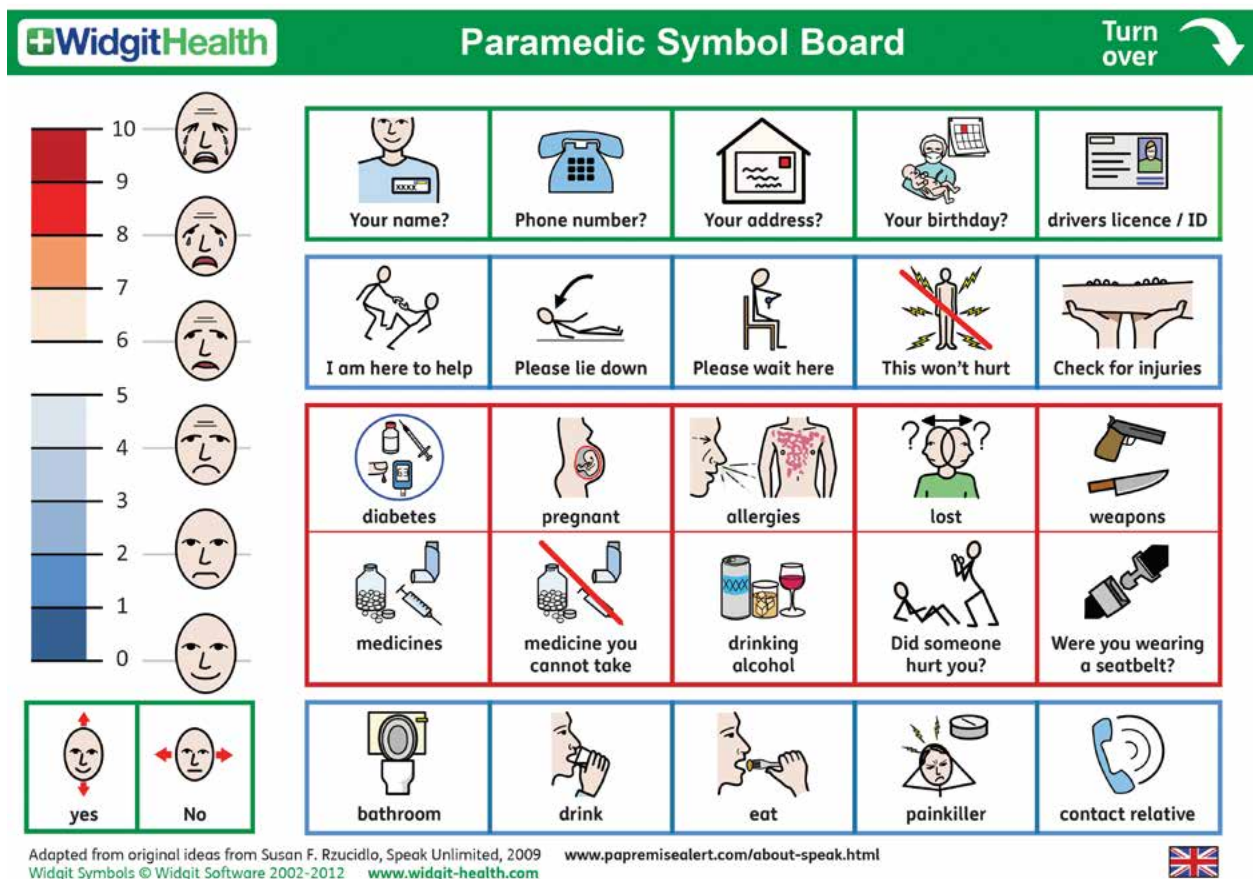 WidgitHealth
Paramedic Symbol Board
Turn
over
10
9
8
7
6
5
4
3
2
1
0
Your name?
Phone number?
Your address?
Your birthday?
drivers licence / ID
xxxx
I am here to help
Please lie down
Please wait here
This won't hurt
Check for injuries
? ?
diabetes
pregnant
allergies
lost
weapons
XXXX
medicines
medicine you
cannot take
drinking
alcohol
Did someone
hurt you?
Were you wearing
a seatbelt?
yes
No
bathroom
drink
eat
painkiller
contact relative
Adapted from original ideas from Susan F. Rzucidlo, Speak Unlimited, 2009 www.papremisealert.com/about-speak.html
Widgit Symbols © Widgit Software 2002-2012 www.widgit-health.com